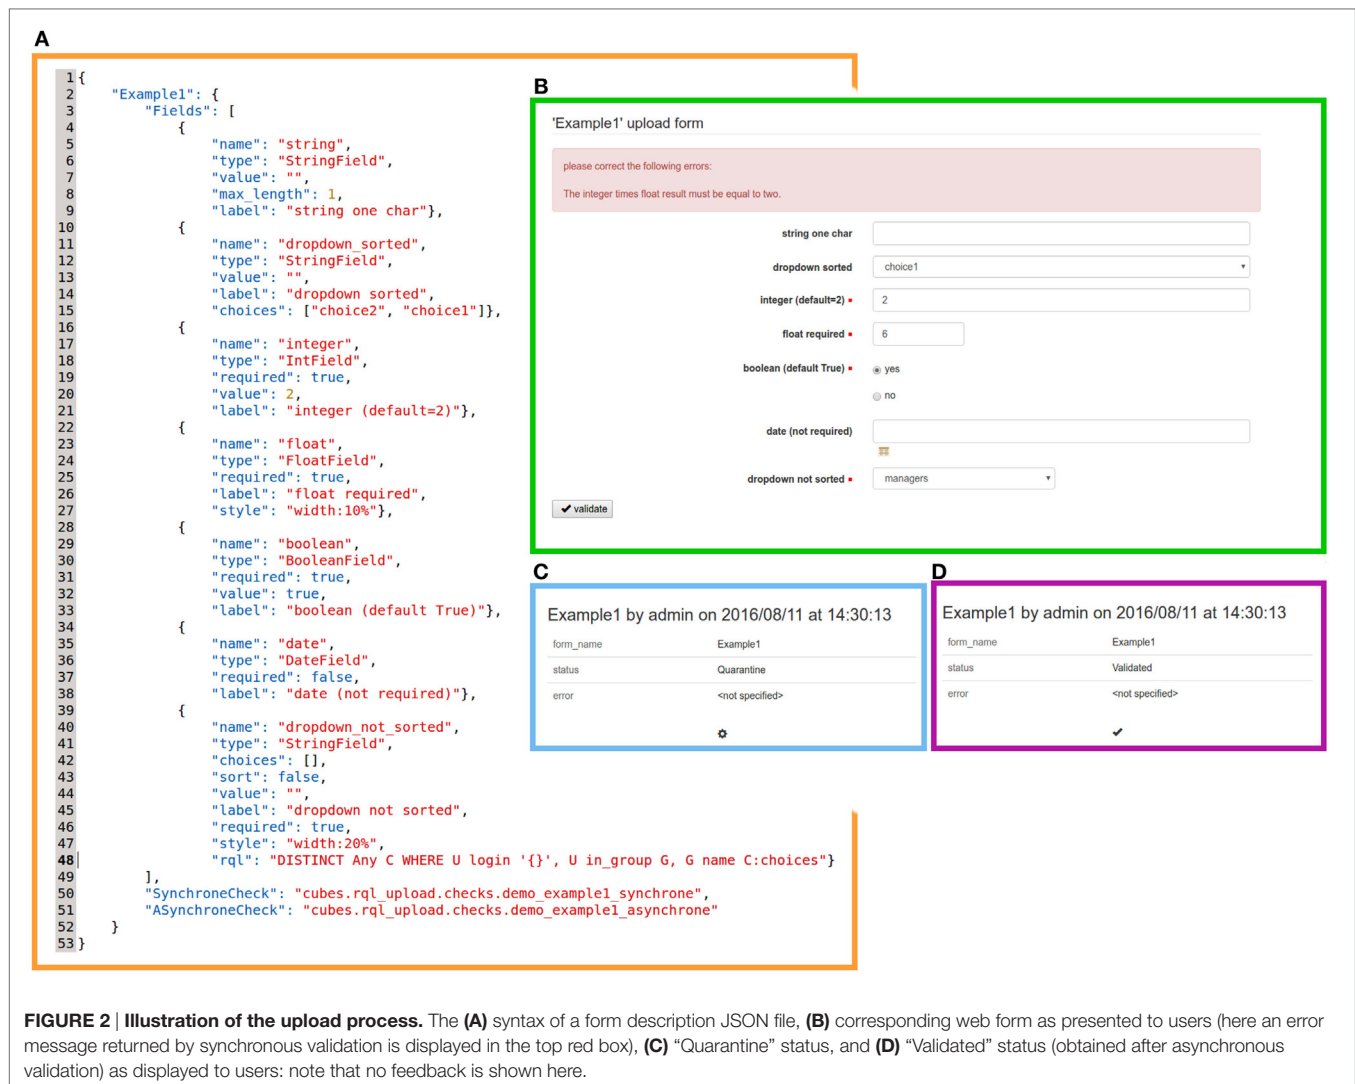 A
1 {
2 "Example1": {
3 "Fields": [
4 {
5 "name": "string",
6 "type": "StringField",
7 "value": "",
8 "max_length": 1,
9 "label": "string one char"},
10 {
11 "name": "dropdown_sorted",
12 "type": "StringField",
13 "value": "",
14 "label": "dropdown sorted",
15 "choices": ["choice2", "choice1"]},
16 {
17 "name": "integer",
18 "type": "IntField",
19 "required": true,
20 "value": 2,
21 "label": "integer (default=2)"},
22 {
23 "name": "float",
24 "type": "FloatField",
25 "required": true,
26 "label": "float required",
27 "style": "width:10%"},
28 {
29 "name": "boolean",
30 "type": "BooleanField",
31 "required": true,
32 "value": true,
33 "label": "boolean (default True)"},
34 {
35 "name": "date",
36 "type": "DateField",
37 "required": false,
38 "label": "date (not required)"},
39 {
40 "name": "dropdown_not_sorted",
41 "type": "StringField",
42 "choices": [],
43 "sort": false,
44 "value": "",
45 "label": "dropdown not sorted",
46 "required": true,
47 "style": "width:20%",
48 "rql": "DISTINCT Any C WHERE U login '{}', U in_group G, G name C:choices"}
49 ],
50 "SynchroneCheck": "cubes.rql_upload.checks.demo_example1_synchrone",
51 "ASynchroneCheck": "cubes.rql_upload.checks.demo_example1_asynchrone"
52 }
53 }
B
'Example1' upload form
please correct the following errors:
The integer times float result must be equal to two.
string one char
dropdown sorted choice1
integer (default=2) 2
float required 6
boolean (default True) yes
no
date (not required)
dropdown not sorted managers
✔ validate
C
Example1 by admin on 2016/08/11 at 14:30:13
form_name Example1
status Quarantine
error <not specified>
D
Example1 by admin on 2016/08/11 at 14:30:13
form_name Example1
status Validated
error <not specified>
FIGURE 2 | Illustration of the upload process. The (A) syntax of a form description JSON file, (B) corresponding web form as presented to users (here an error
message returned by synchronous validation is displayed in the top red box), (C) “Quarantine” status, and (D) “Validated” status (obtained after asynchronous
validation) as displayed to users: note that no feedback is shown here.